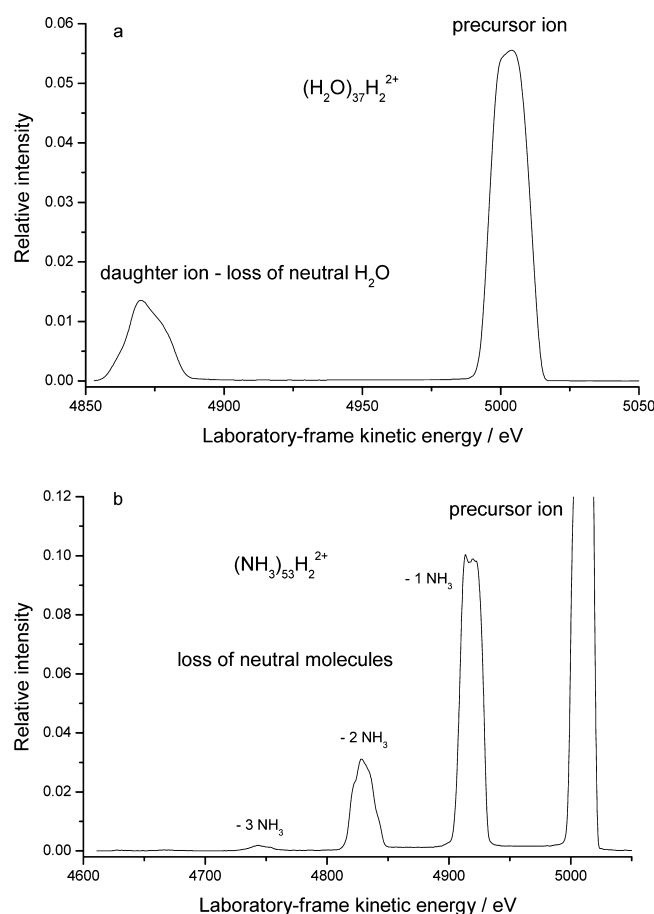 a
precursor ion
(H₂O)₃₇H₂²⁺
daughter ion - loss of neutral H₂O
Relative intensity
0.06
0.05
0.04
0.03
0.02
0.01
0.00
4850 4900 4950 5000 5050
Laboratory-frame kinetic energy / eV
b
precursor ion
(NH₃)₅₃H₂²⁺
- 1 NH₃
loss of neutral molecules
- 2 NH₃
- 3 NH₃
Relative intensity
0.12
0.10
0.08
0.06
0.04
0.02
0.00
4600 4700 4800 4900 5000
Laboratory-frame kinetic energy / eV